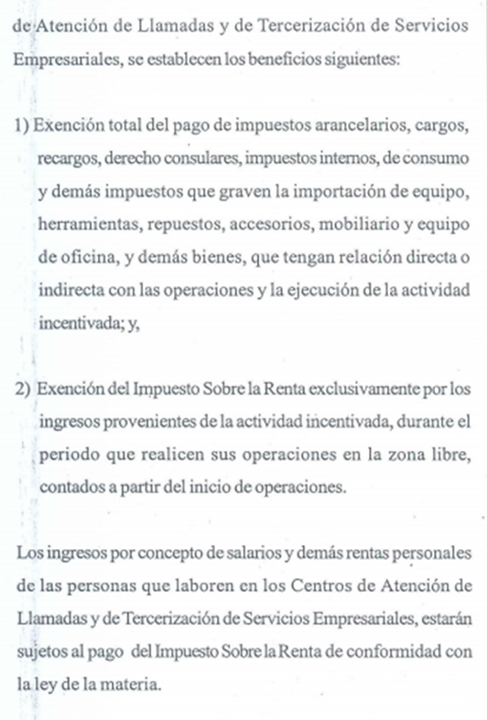 de Atención de Llamadas y de Tercerización de Servicios
Empresariales, se establecen los beneficios siguientes:
1) Exención total del pago de impuestos arancelarios, cargos,
recargos, derecho consulares, impuestos internos, de consumo
y demás impuestos que graven la importación de equipo,
herramientas, repuestos, accesorios, mobiliario y equipo
de oficina, y demás bienes, que tengan relación directa o
indirecta con las operaciones y la ejecución de la actividad
incentivada; y,
2) Exención del Impuesto Sobre la Renta exclusivamente por los
ingresos provenientes de la actividad incentivada, durante el
periodo que realicen sus operaciones en la zona libre,
contados a partir del inicio de operaciones.
Los ingresos por concepto de salarios y demás rentas personales
de las personas que laboren en los Centros de Atención de
Llamadas y de Tercerización de Servicios Empresariales, estarán
sujetos al pago del Impuesto Sobre la Renta de conformidad con
la ley de la materia.